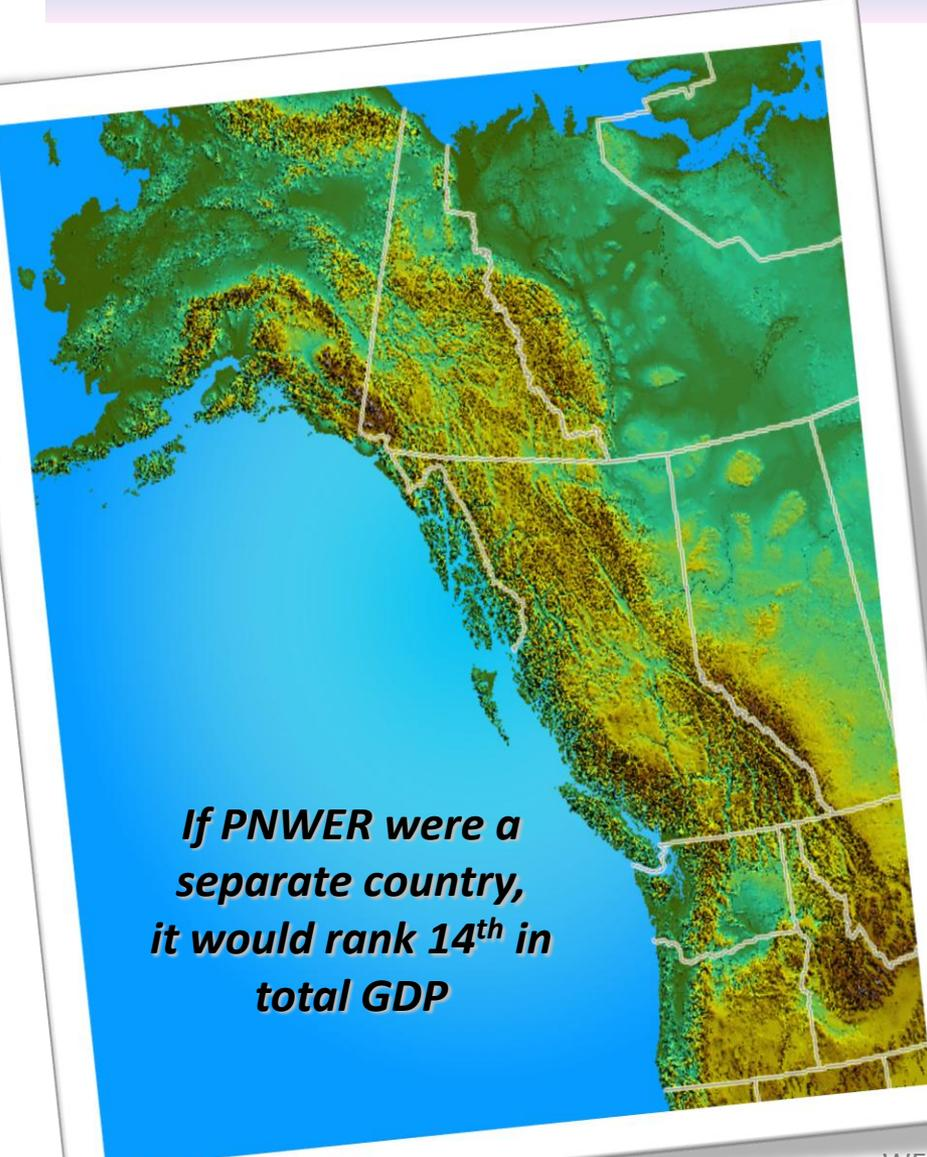 If PNWER were a
separate country,
it would rank 14th in
total GDP